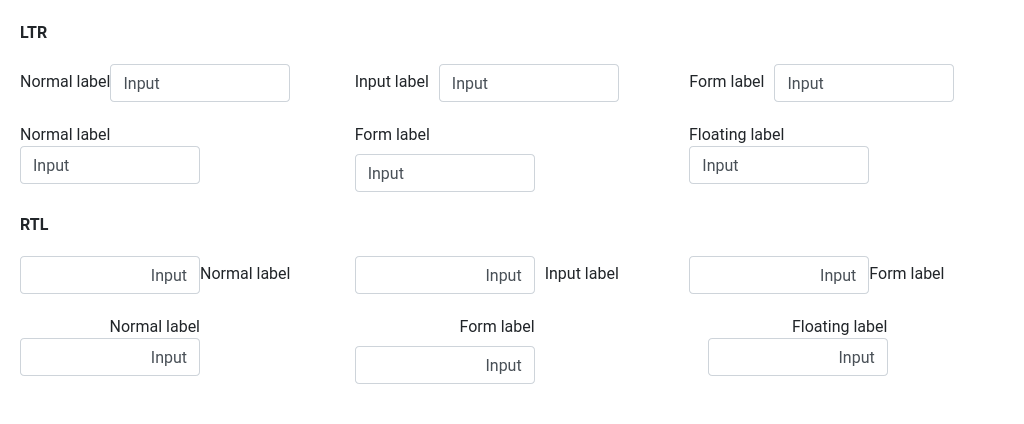 LTR
Normal label Input Input label Input Form label Input
Normal label Form label Floating label
Input Input Input
RTL
Input Normal label Input Input label Input Form label
Normal label Form label Floating label
Input Input Input